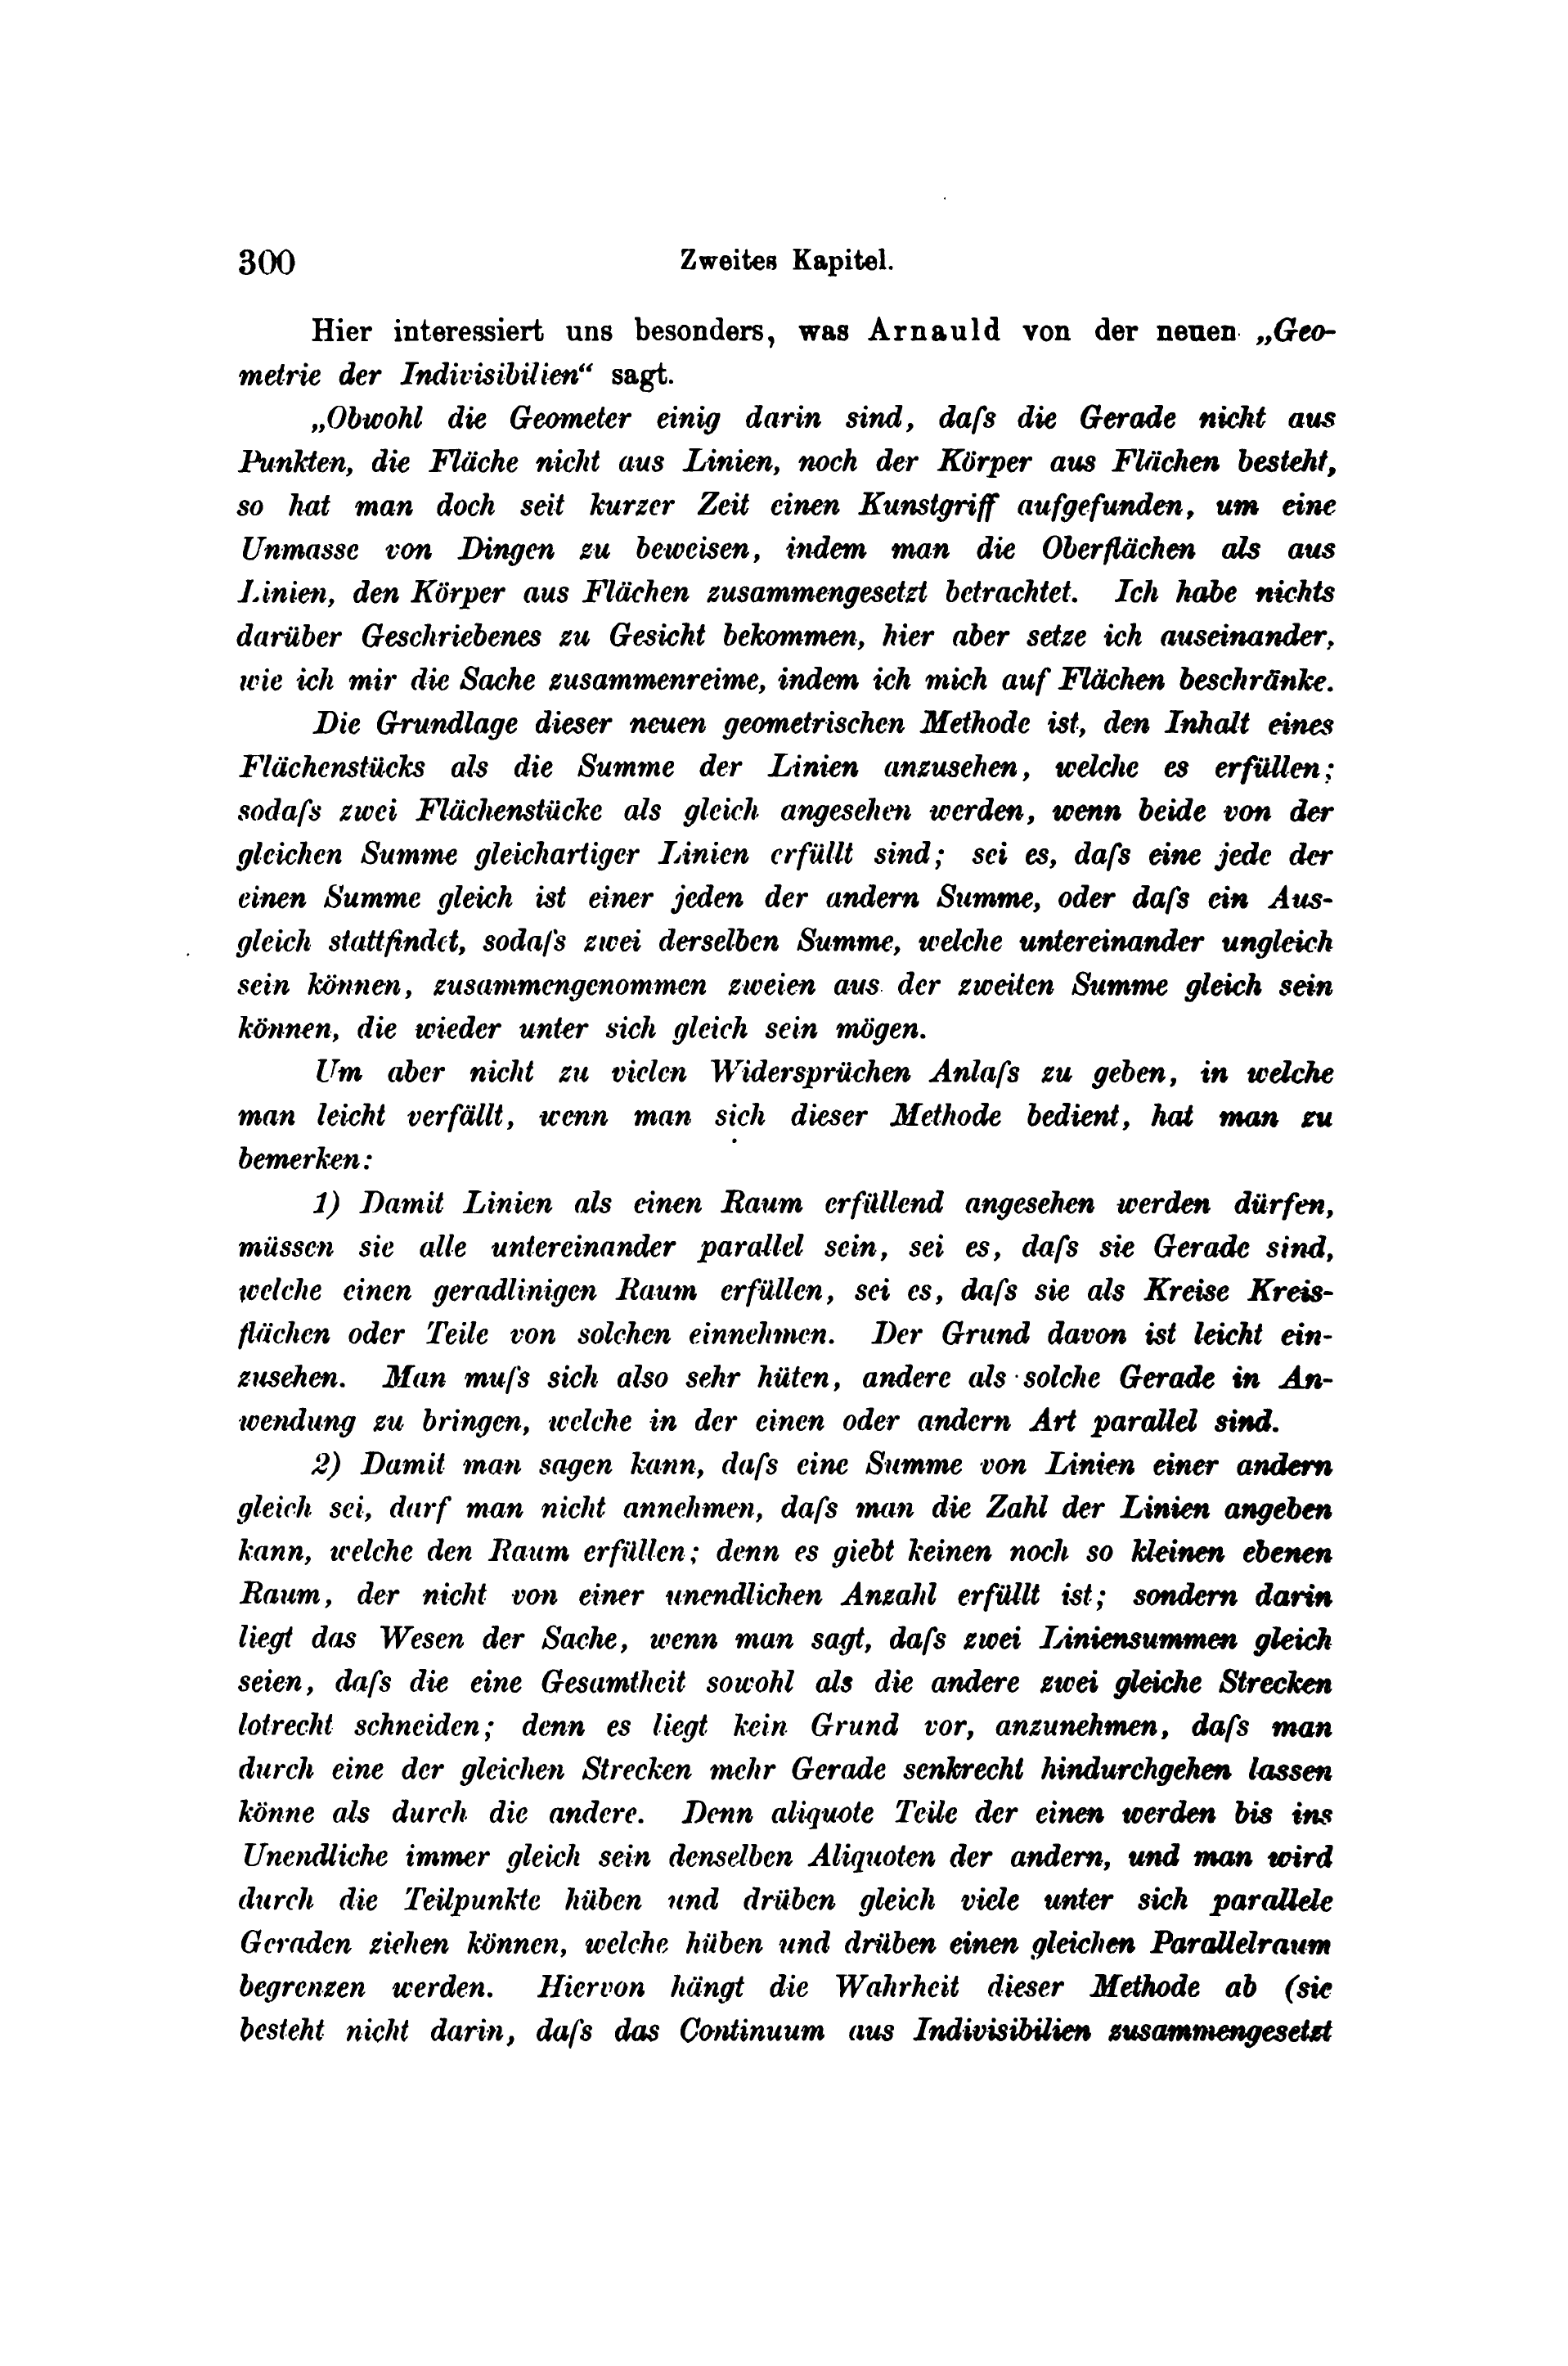 300 Zweites Kapitel.
Hier interessiert uns besonders, was Arnauld von der neuen „Geo-
metrie der Indivisibilien“ sagt.
„Obwohl die Geometer einig darin sind, daſs die Gerade nicht aus
Punkten, die Fläche nicht aus Linien, noch der Körper aus Flächen besteht,
so hat man doch seit kurzer Zeit einen Kunstgriff aufgefunden, um eine
Unmasse von Dingen zu beweisen, indem man die Oberflächen als aus
Linien, den Körper aus Flächen zusammengesetzt betrachtet. Ich habe nichts
darüber Geschriebenes zu Gesicht bekommen, hier aber setze ich auseinander,
wie ich mir die Sache zusammenreime, indem ich mich auf Flächen beschränke.
Die Grundlage dieser neuen geometrischen Methode ist, den Inhalt eines
Flächenstücks als die Summe der Linien anzusehen, welche es erfüllen;
sodaſs zwei Flächenstücke als gleich angesehen werden, wenn beide von der
gleichen Summe gleichartiger Linien erfüllt sind; sei es, daſs eine jede der
einen Summe gleich ist einer jeden der andern Summe, oder daſs ein Aus-
gleich stattfindet, sodaſs zwei derselben Summe, welche untereinander ungleich
sein können, zusammengenommen zweien aus der zweiten Summe gleich sein
können, die wieder unter sich gleich sein mögen.
Um aber nicht zu vielen Widersprüchen Anlaſs zu geben, in welche
man leicht verfällt, wenn man sich dieser Methode bedient, hat man zu
bemerken:
1) Damit Linien als einen Raum erfüllend angesehen werden dürfen,
müssen sie alle untereinander parallel sein, sei es, daſs sie Gerade sind,
welche einen geradlinigen Raum erfüllen, sei es, daſs sie als Kreise Kreis-
flächen oder Teile von solchen einnehmen. Der Grund davon ist leicht ein-
zusehen. Man muſs sich also sehr hüten, andere als solche Gerade in An-
wendung zu bringen, welche in der einen oder andern Art parallel sind.
2) Damit man sagen kann, daſs eine Summe von Linien einer andern
gleich sei, darf man nicht annehmen, daſs man die Zahl der Linien angeben
kann, welche den Raum erfüllen; denn es giebt keinen noch so kleinen ebenen
Raum, der nicht von einer unendlichen Anzahl erfüllt ist; sondern darin
liegt das Wesen der Sache, wenn man sagt, daſs zwei Liniensummen gleich
seien, daſs die eine Gesamtheit sowohl als die andere zwei gleiche Strecken
lotrecht schneiden; denn es liegt kein Grund vor, anzunehmen, daſs man
durch eine der gleichen Strecken mehr Gerade senkrecht hindurchgehen lassen
könne als durch die andere. Denn aliquote Teile der einen werden bis ins
Unendliche immer gleich sein denselben Aliquoten der andern, und man wird
durch die Teilpunkte hüben und drüben gleich viele unter sich parallele
Geraden ziehen können, welche hüben und drüben einen gleichen Parallelraum
begrenzen werden. Hiervon hängt die Wahrheit dieser Methode ab (sie
besteht nicht darin, daſs das Continuum aus Indivisibilien zusammengesetzt